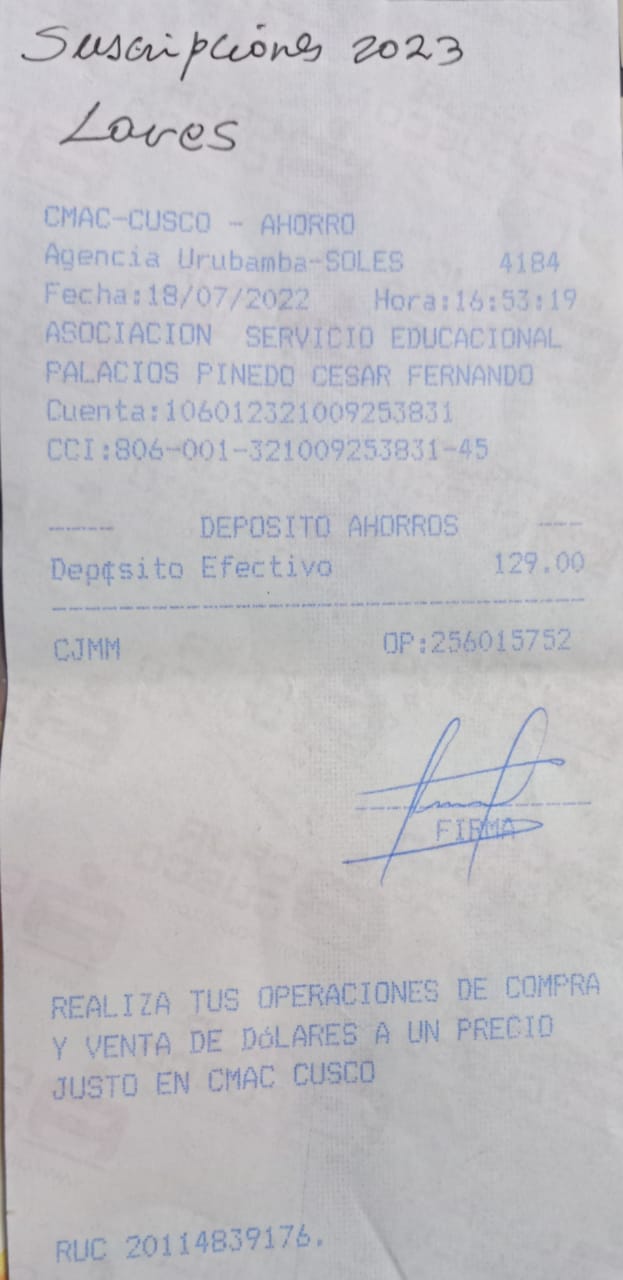 Suscripciones 2023
Lares
CMAC-CUSCO - AHORRO
Agencia Urubamba-SOLES 4184
Fecha:18/07/2022 Hora:16:53:19
ASOCIACION SERVICIO EDUCACIONAL
PALACIOS PINEDO CESAR FERNANDO
Cuenta:106012321009253831
CCI:806-001-321009253831-45
----- DEPOSITO AHORROS ---
Dep¢sito Efectivo 129.00
CJMM OP:256015752
FIRMA
REALIZA TUS OPERACIONES DE COMPRA
Y VENTA DE DóLARES A UN PRECIO
JUSTO EN CMAC CUSCO
RUC 20114839176.